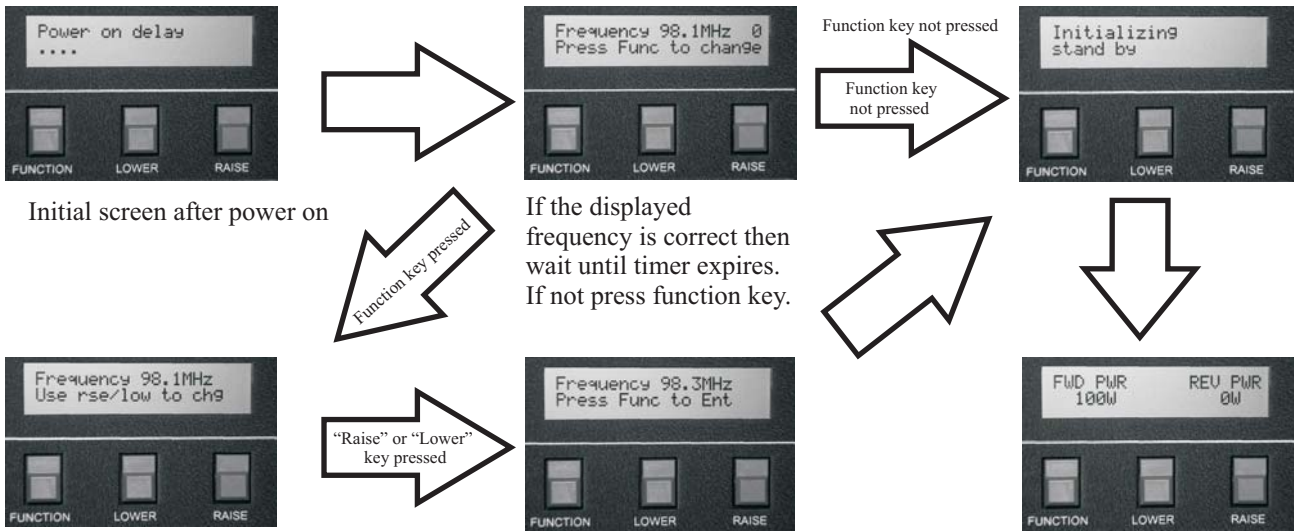 Power on delay
....
FUNCTION LOWER RAISE
Initial screen after power on
Frequency 98.1MHz 0
Press Func to change
FUNCTION LOWER RAISE
If the displayed
frequency is correct then
wait until timer expires.
If not press function key.
Function key not pressed
Function key
not pressed
Initializing
stand by
FUNCTION LOWER RAISE
Function key pressed
Frequency 98.1MHz
Use rse/low to chg
FUNCTION LOWER RAISE
“Raise” or “Lower”
key pressed
Frequency 98.3MHz
Press Func to Ent
FUNCTION LOWER RAISE
FWD PWR REV PWR
100W 0W
FUNCTION LOWER RAISE